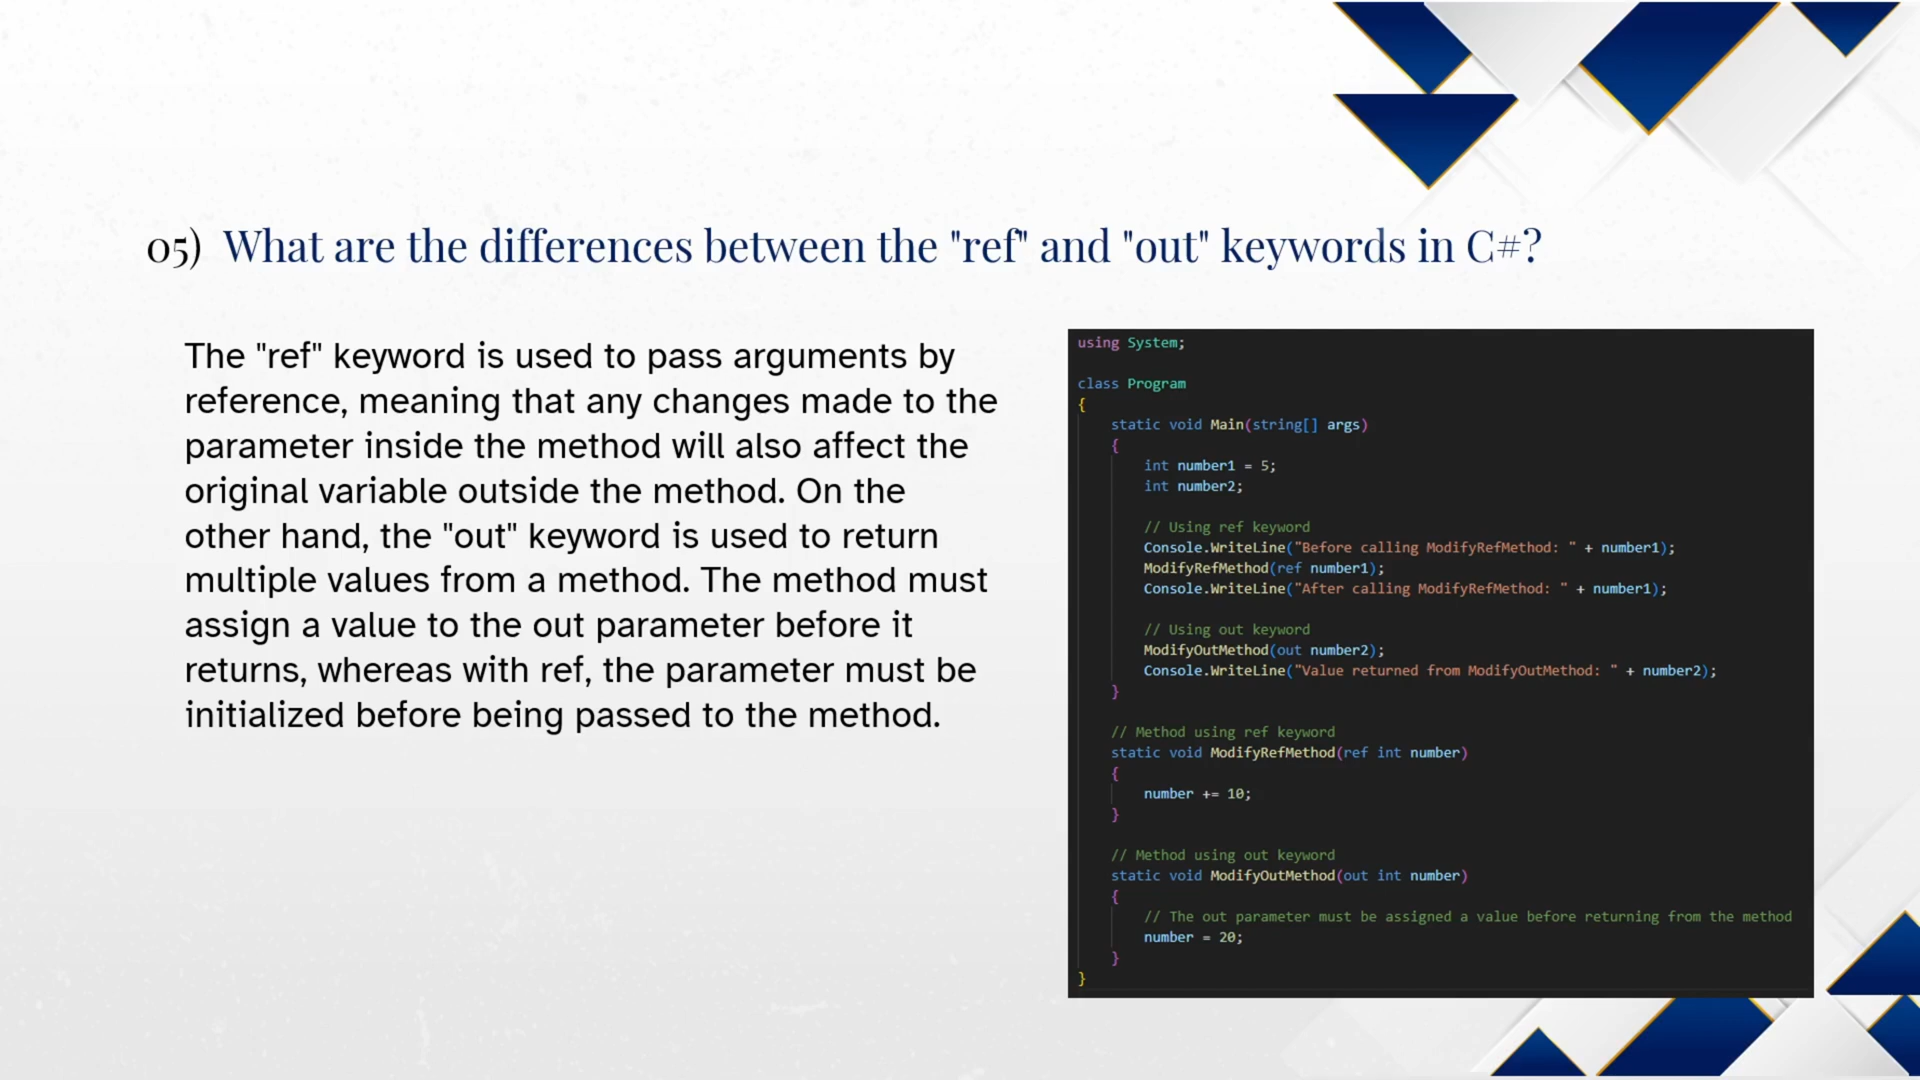 05) What are the differences between the "ref" and "out" keywords in C#?
The "ref" keyword is used to pass arguments by
reference, meaning that any changes made to the
parameter inside the method will also affect the
original variable outside the method. On the
other hand, the "out" keyword is used to return
multiple values from a method. The method must
assign a value to the out parameter before it
returns, whereas with ref, the parameter must be
initialized before being passed to the method.
using System;
class Program
{
static void Main(string[] args)
{
int number1 = 5;
int number2;
// Using ref keyword
Console.WriteLine("Before calling ModifyRefMethod: " + number1);
ModifyRefMethod(ref number1);
Console.WriteLine("After calling ModifyRefMethod: " + number1);
// Using out keyword
ModifyOutMethod(out number2);
Console.WriteLine("Value returned from ModifyOutMethod: " + number2);
}
// Method using ref keyword
static void ModifyRefMethod(ref int number)
{
number += 10;
}
// Method using out keyword
static void ModifyOutMethod(out int number)
{
// The out parameter must be assigned a value before returning from the method
number = 20;
}
}